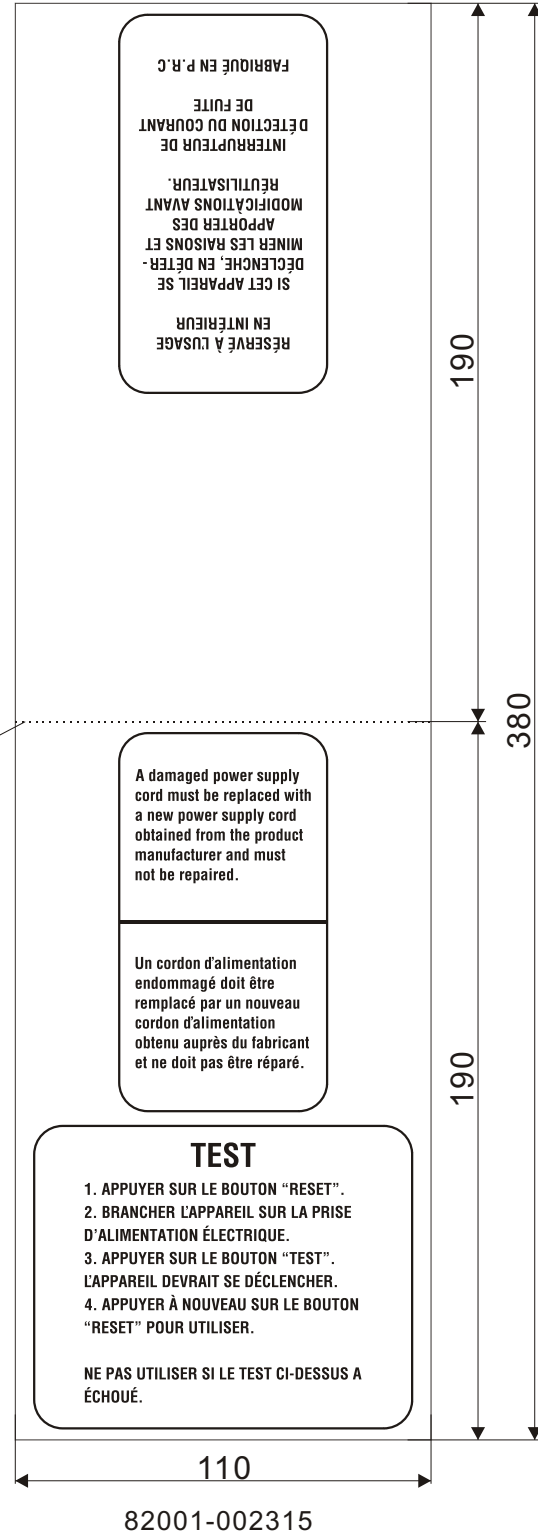 RÉSERVÉ À L'USAGE
EN INTÉRIEUR
SI CET APPAREIL SE
DÉCLENCHE, EN DÉTER-
MINER LES RAISONS ET
APPORTER DES
MODIFICÀTIONS AVANT
RÉUTILISATEUR.
INTERRUPTEUR DE
DÉTECTION DU COURANT
DE FUITE
FABRIQUÉ EN P.R.C
190
380
A damaged power supply
cord must be replaced with
a new power supply cord
obtained from the product
manufacturer and must
not be repaired.
Un cordon d'alimentation
endommagé doit être
remplacé par un nouveau
cordon d'alimentation
obtenu auprès du fabricant
et ne doit pas être réparé.
190
TEST
1. APPUYER SUR LE BOUTON “RESET”.
2. BRANCHER L'APPAREIL SUR LA PRISE
D'ALIMENTATION ÉLECTRIQUE.
3. APPUYER SUR LE BOUTON “TEST”.
L'APPAREIL DEVRAIT SE DÉCLENCHER.
4. APPUYER À NOUVEAU SUR LE BOUTON
“RESET” POUR UTILISER.
NE PAS UTILISER SI LE TEST CI-DESSUS A
ÉCHOUÉ.
110
82001-002315